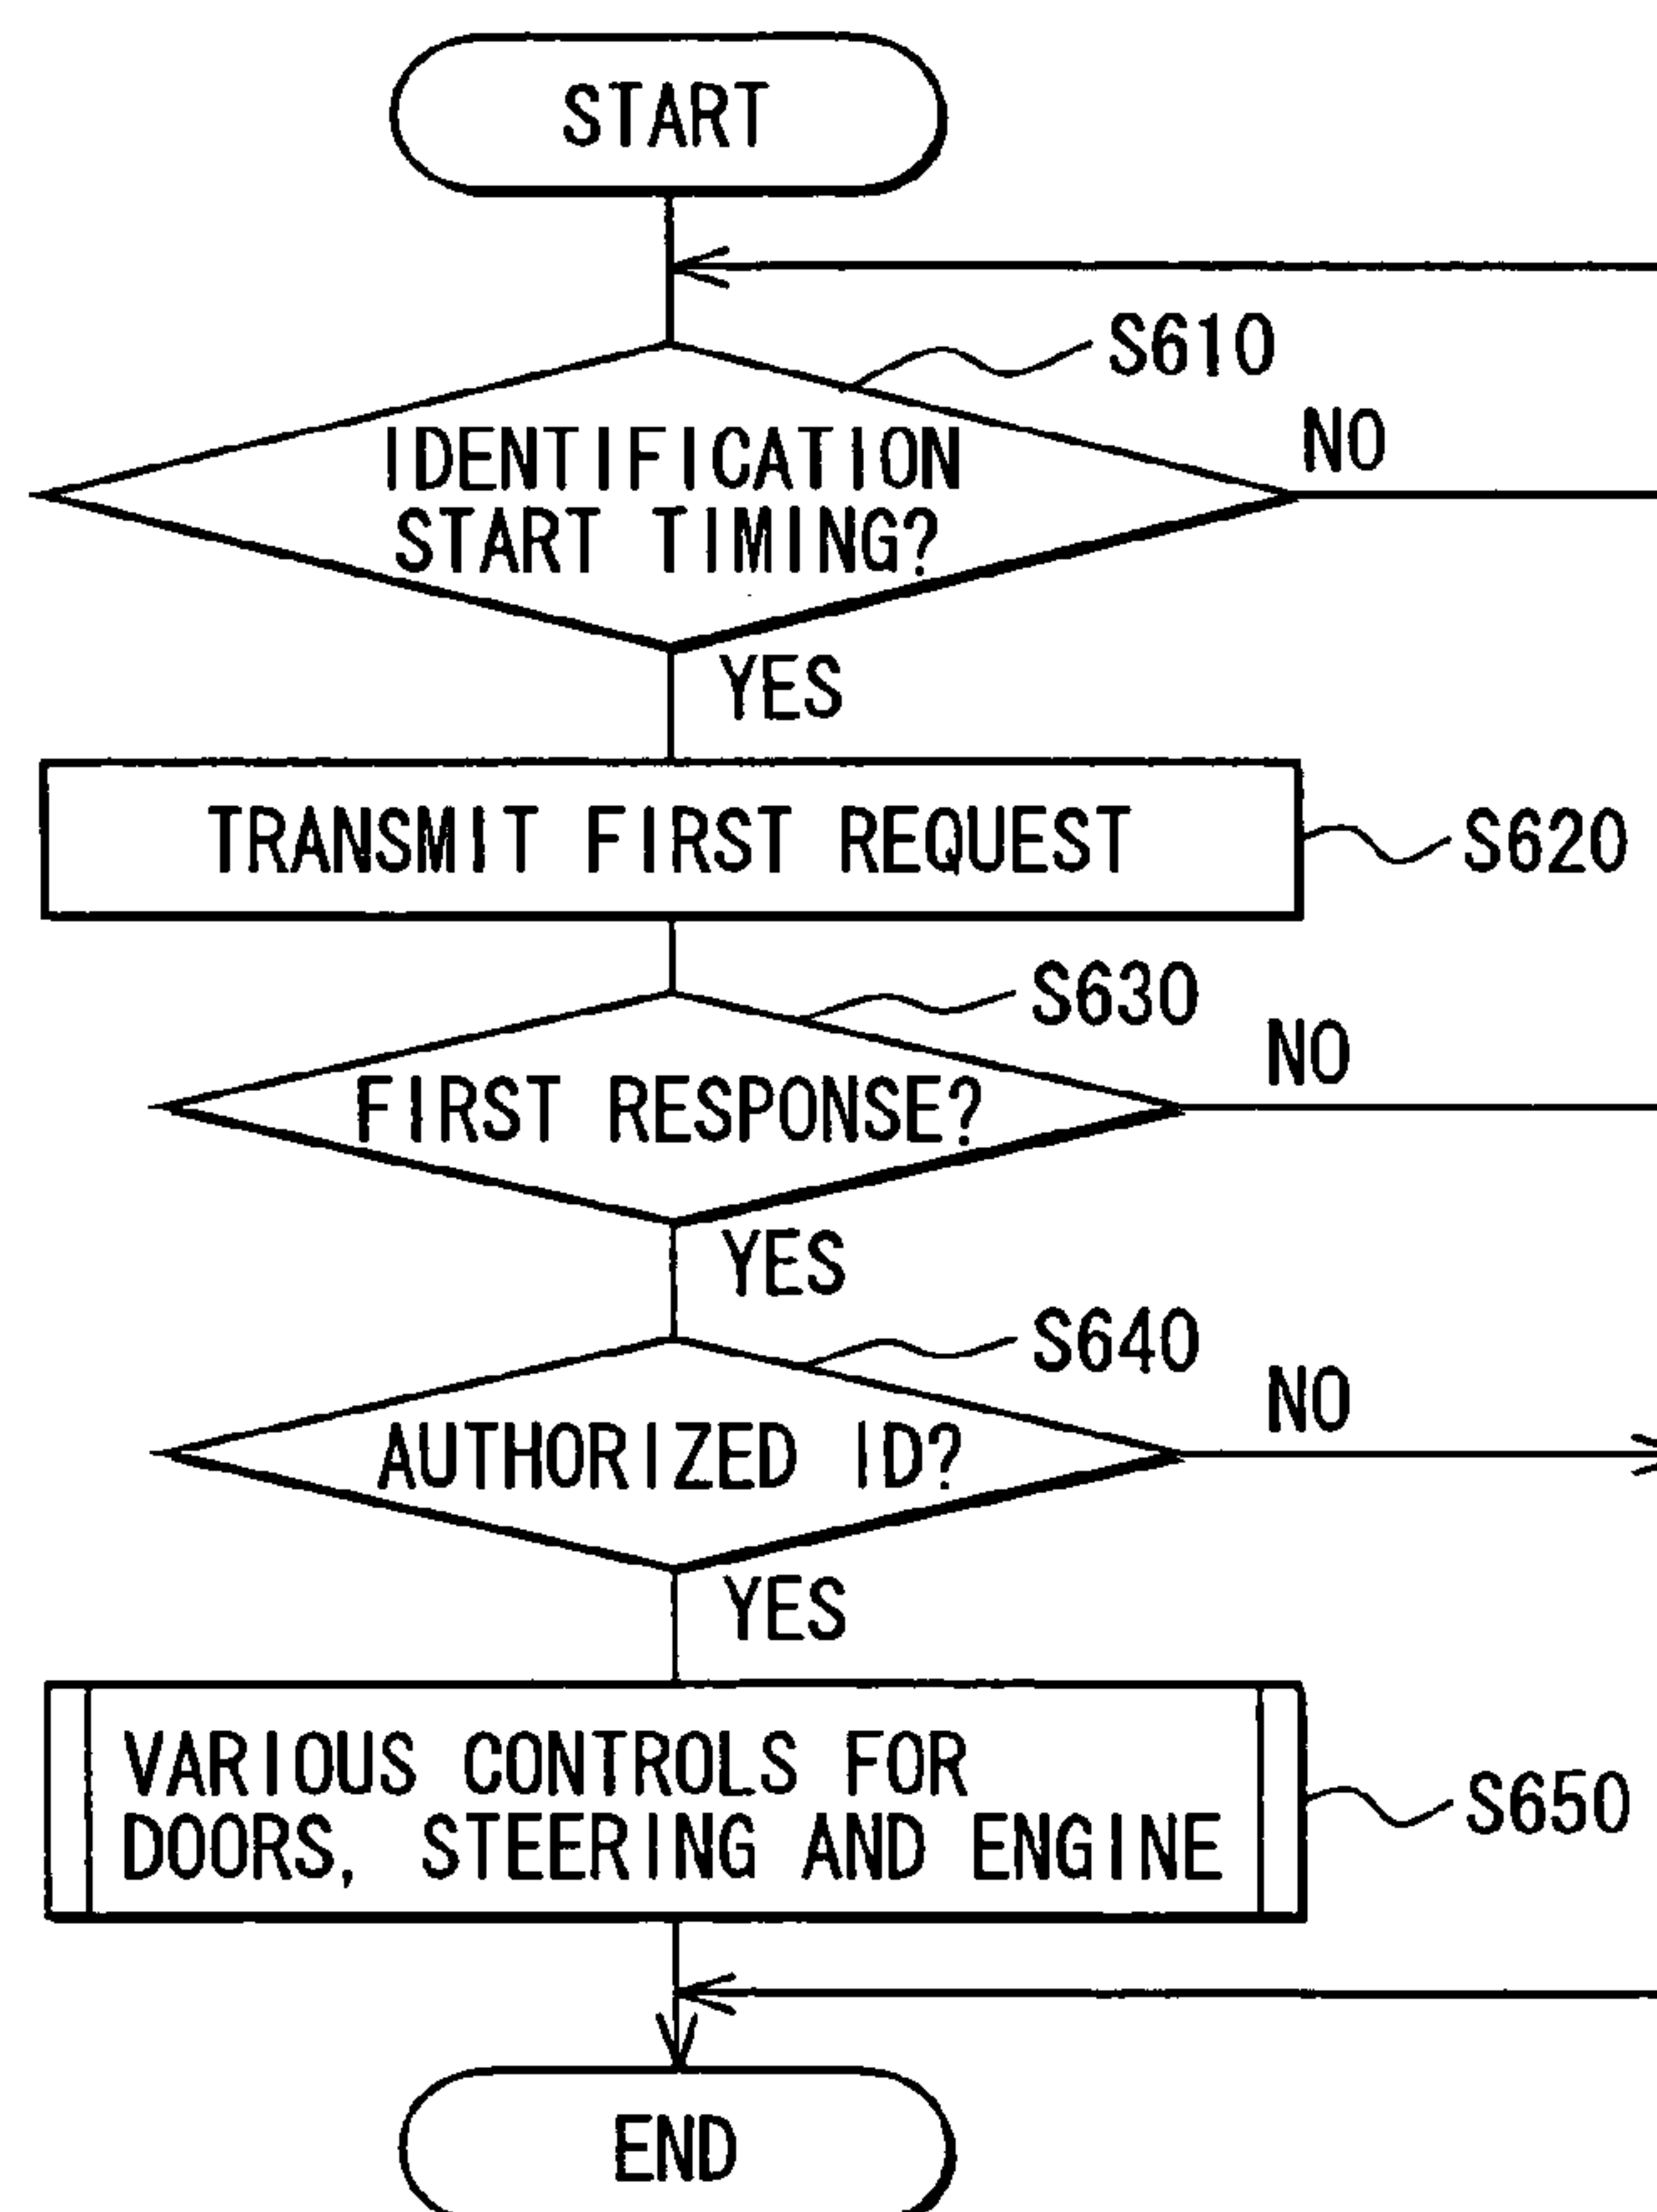 START
S610
IDENTIFICATION
START TIMING?
NO
YES
TRANSMIT FIRST REQUEST
S620
S630
FIRST RESPONSE?
NO
YES
S640
AUTHORIZED ID?
NO
YES
VARIOUS CONTROLS FOR
DOORS, STEERING AND ENGINE
S650
END